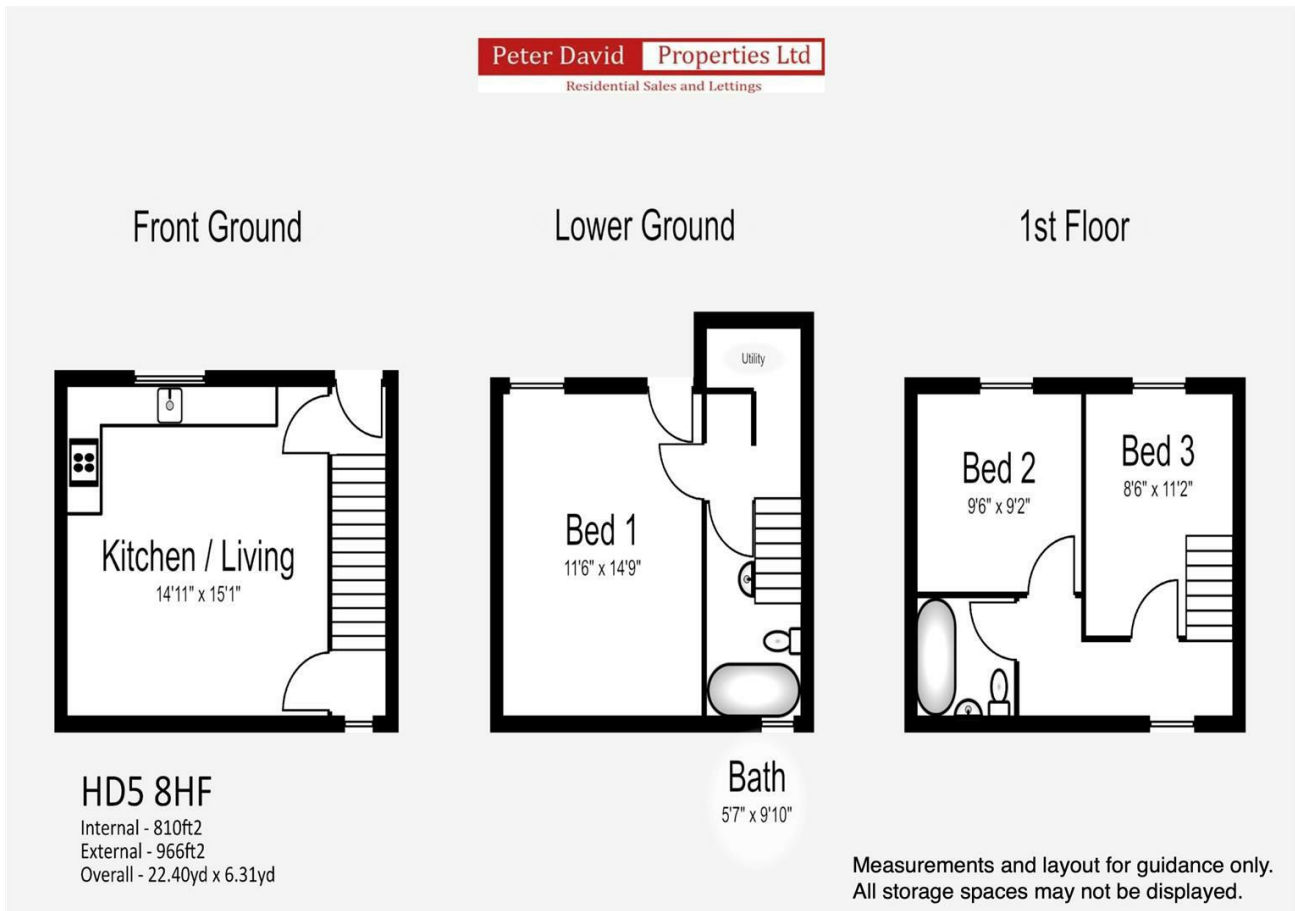 Peter David Properties Ltd
Residential Sales and Lettings
Front Ground
Lower Ground
1st Floor
Utility
Kitchen / Living
14'11" x 15'1"
Bed 1
11'6" x 14'9"
Bed 2
9'6" x 9'2"
Bed 3
8'6" x 11'2"
Bath
5'7" x 9'10"
HD5 8HF
Internal - 810ft2
External - 966ft2
Overall - 22.40yd x 6.31yd
Measurements and layout for guidance only.
All storage spaces may not be displayed.